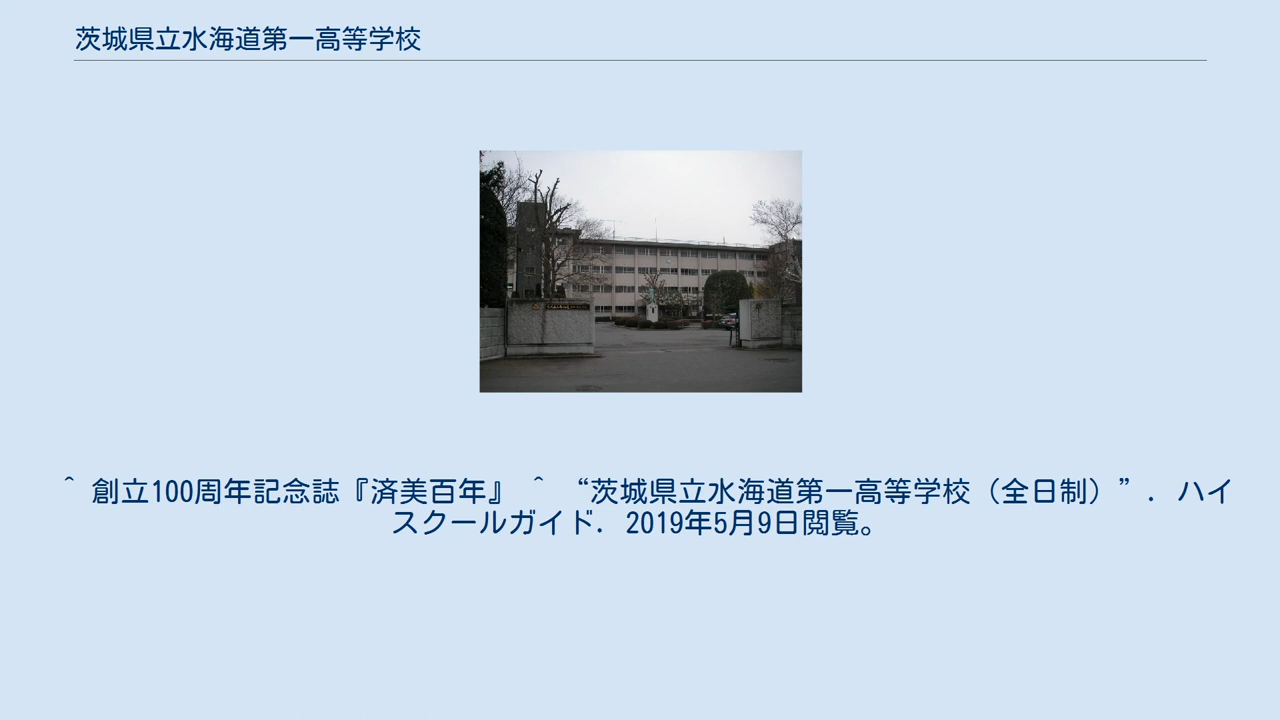 茨城県立水海道第一高等学校
^ 創立100周年記念誌『済美百年』 ^ “茨城県立水海道第一高等学校（全日制）”. ハイ
スクールガイド. 2019年5月9日閲覧。